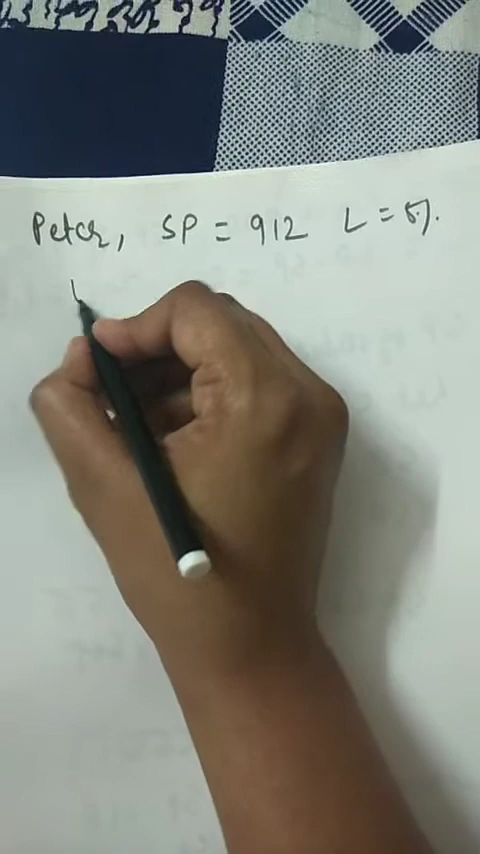 Peter, SP = 912 L = 5%.